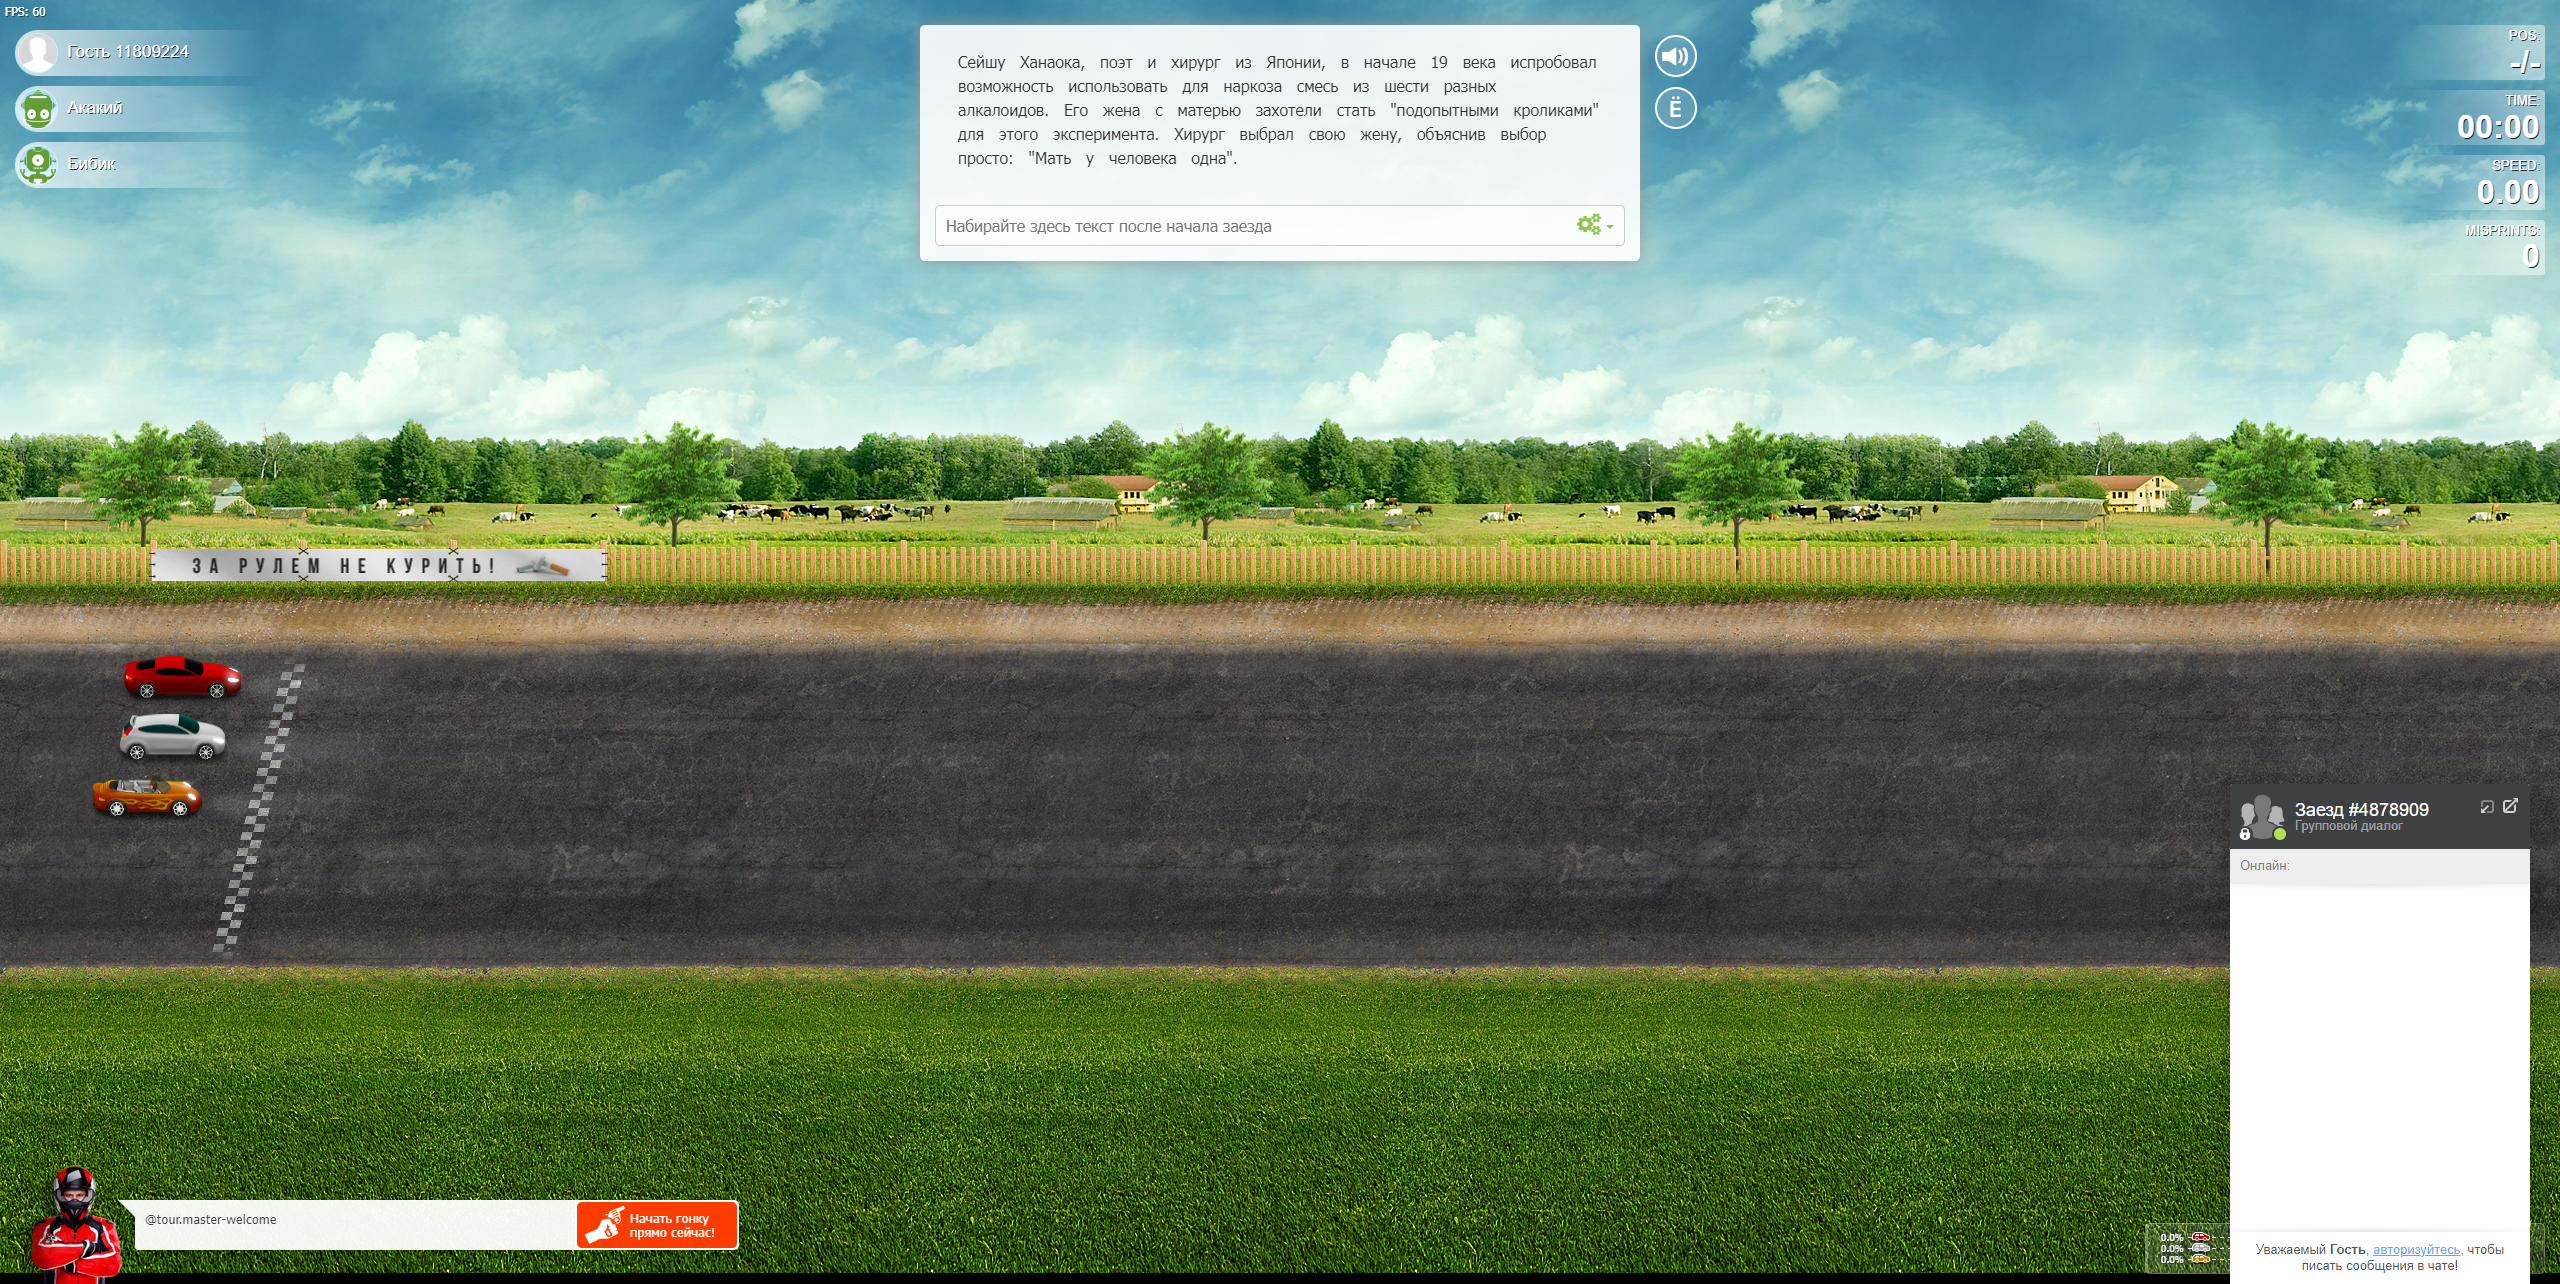 FPS: 60
Гость 11809224
Акакий
Бибик
Сейшу Ханаока, поэт и хирург из Японии, в начале 19 века испробовал
возможность использовать для наркоза смесь из шести разных
алкалоидов. Его жена с матерью захотели стать "подопытными кроликами"
для этого эксперимента. Хирург выбрал свою жену, объяснив выбор
просто: "Мать у человека одна".
Набирайте здесь текст после начала заезда
Ё
POS:
-/-
TIME:
00:00
SPEED:
0.00
MISPRINTS:
0
ЗА РУЛЕМ НЕ КУРИТЬ!
Заезд #4878909
Групповой диалог
Онлайн:
@tour.master-welcome
Начать гонку
прямо сейчас!
0.0%
0.0%
0.0%
Уважаемый Гость, авторизуйтесь, чтобы
писать сообщения в чате!